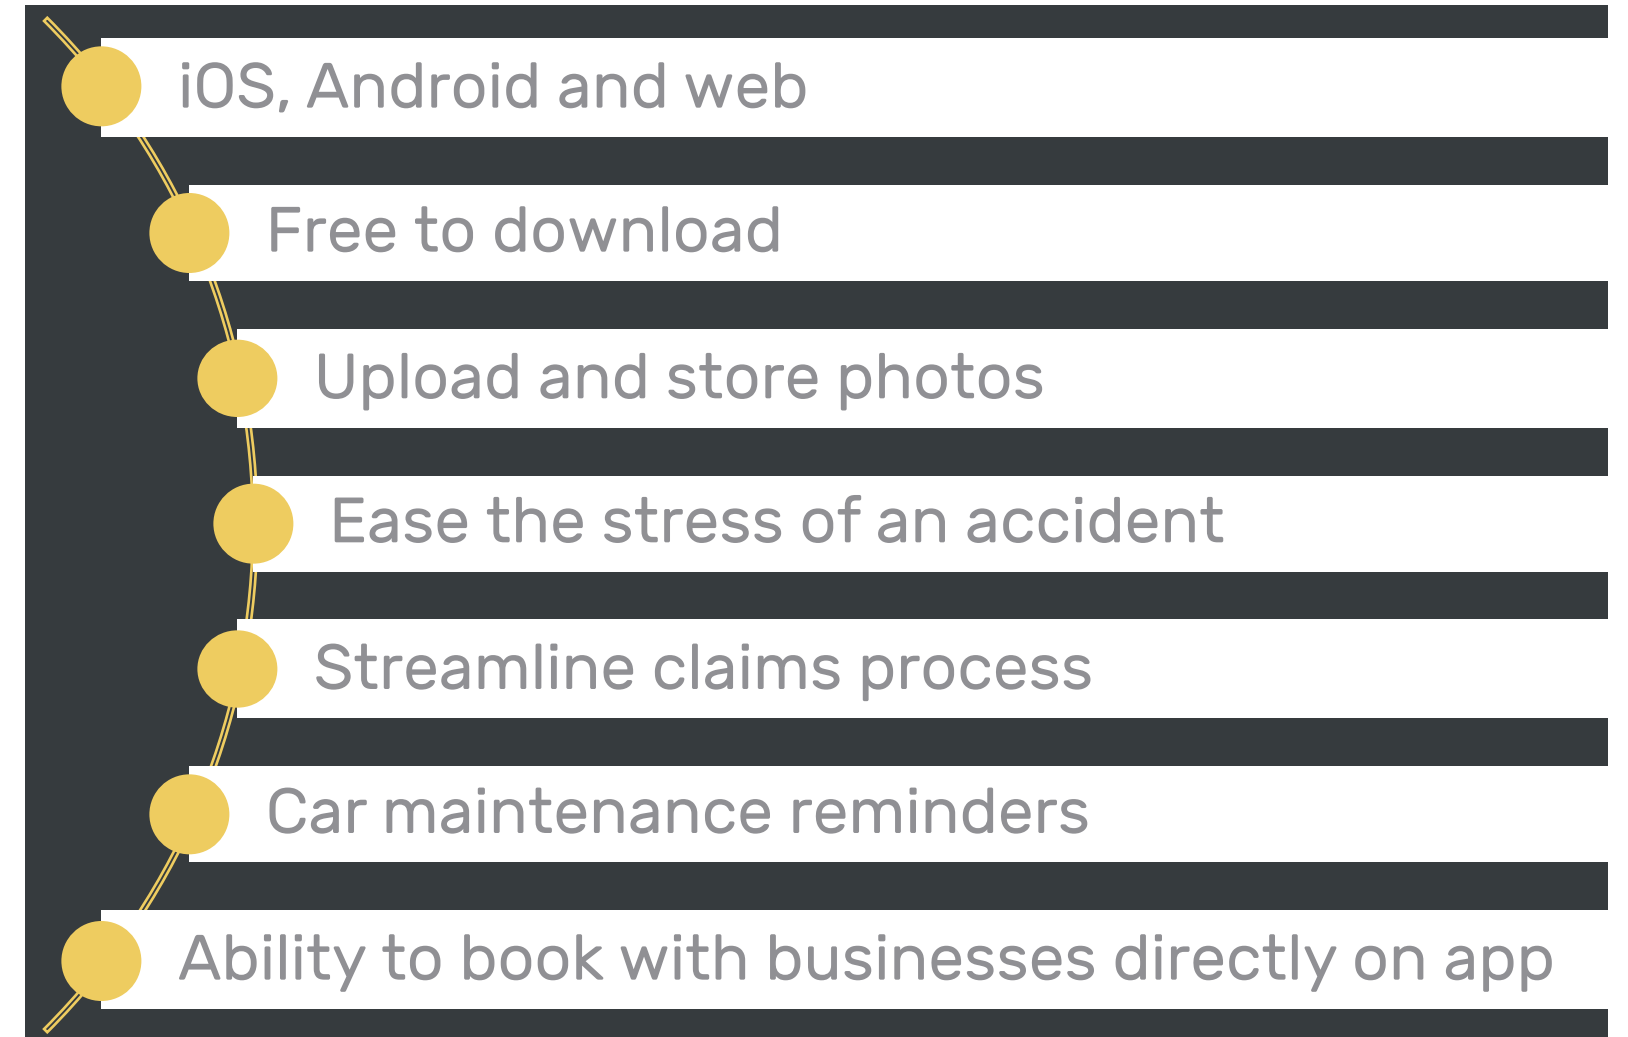 iOS, Android and web
Free to download
Upload and store photos
Ease the stress of an accident
Streamline claims process
Car maintenance reminders
Ability to book with businesses directly on app